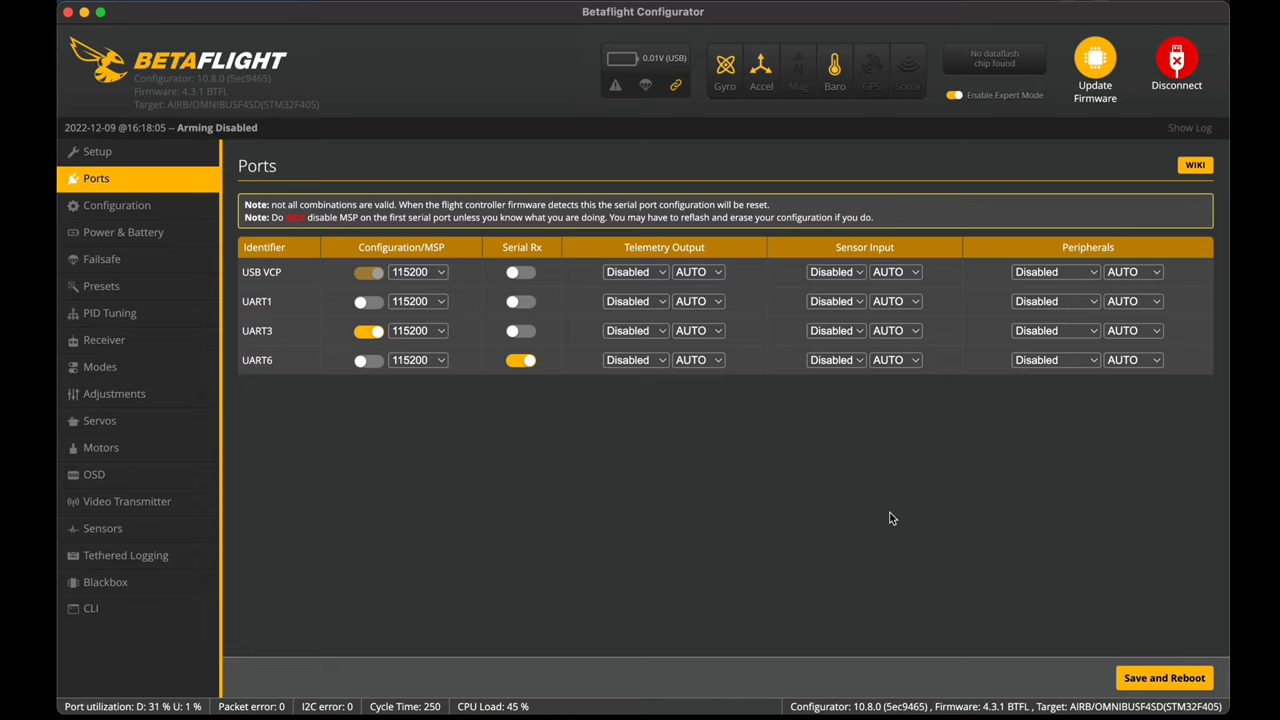 Betaflight Configurator
BETAFLIGHT
Configurator: 10.8.0 (5ec9465)
Firmware: 4.3.1 BTFL
Target: AIRB/OMNIBUSF4SD(STM32F405)
0.01V (USB)
Gyro
Accel
Mag
Baro
GPS
Sonar
No dataflash
chip found
Enable Expert Mode
Update
Firmware
Disconnect
2022-12-09 @16:18:05 -- Arming Disabled
Show Log
Setup
Ports
Configuration
Power & Battery
Failsafe
Presets
PID Tuning
Receiver
Modes
Adjustments
Servos
Motors
OSD
Video Transmitter
Sensors
Tethered Logging
Blackbox
CLI
Ports
WIKI
Note: not all combinations are valid. When the flight controller firmware detects this the serial port configuration will be reset.
Note: Do NOT disable MSP on the first serial port unless you know what you are doing. You may have to reflash and erase your configuration if you do.
Identifier Configuration/MSP Serial Rx Telemetry Output Sensor Input Peripherals
USB VCP 115200 Disabled AUTO Disabled AUTO Disabled AUTO
UART1 115200 Disabled AUTO Disabled AUTO Disabled AUTO
UART3 115200 Disabled AUTO Disabled AUTO Disabled AUTO
UART6 115200 Disabled AUTO Disabled AUTO Disabled AUTO
Save and Reboot
Port utilization: D: 31 % U: 1 % Packet error: 0 I2C error: 0 Cycle Time: 250 CPU Load: 45 % Configurator: 10.8.0 (5ec9465) , Firmware: 4.3.1 BTFL , Target: AIRB/OMNIBUSF4SD(STM32F405)